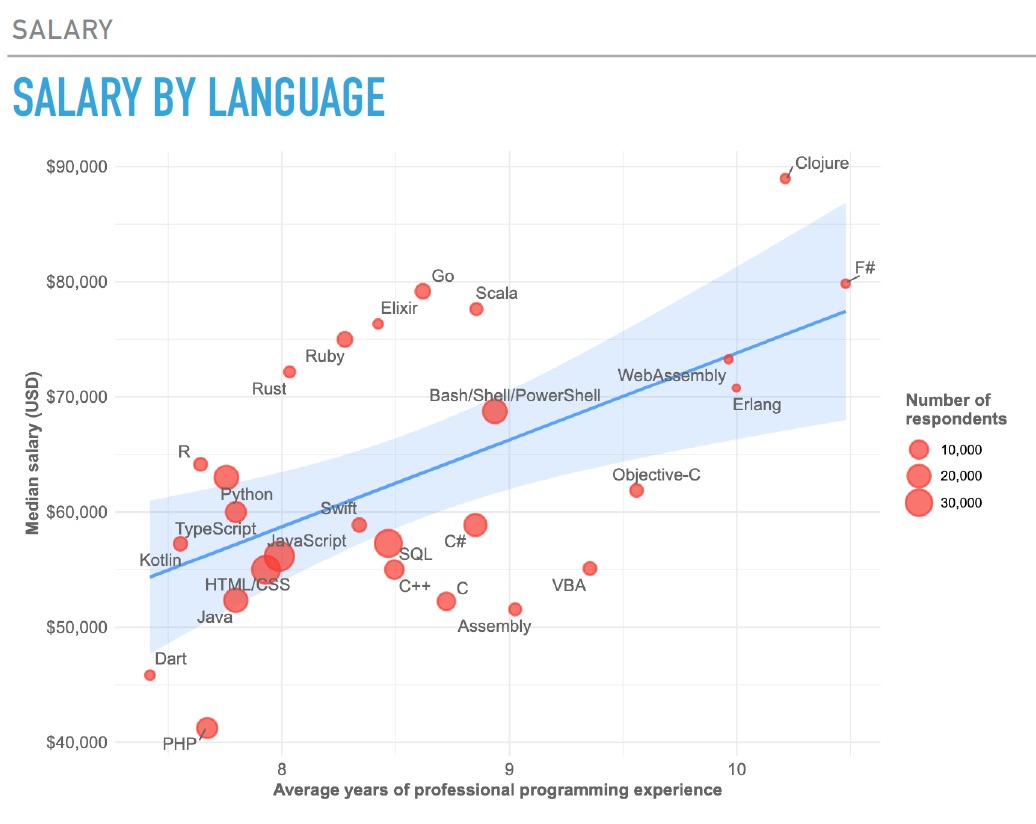 SALARY
SALARY BY LANGUAGE
$90,000
$80,000
$70,000
$60,000
$50,000
$40,000
Median salary (USD)
Clojure
F#
Go
Scala
Elixir
Ruby
Rust
WebAssembly
Bash/Shell/PowerShell
Erlang
R
Objective-C
Python
Swift
TypeScript
JavaScript
C#
Kotlin
SQL
HTML/CSS
C++
C
VBA
Java
Assembly
Dart
PHP
8
9
10
Average years of professional programming experience
Number of
respondents
10,000
20,000
30,000